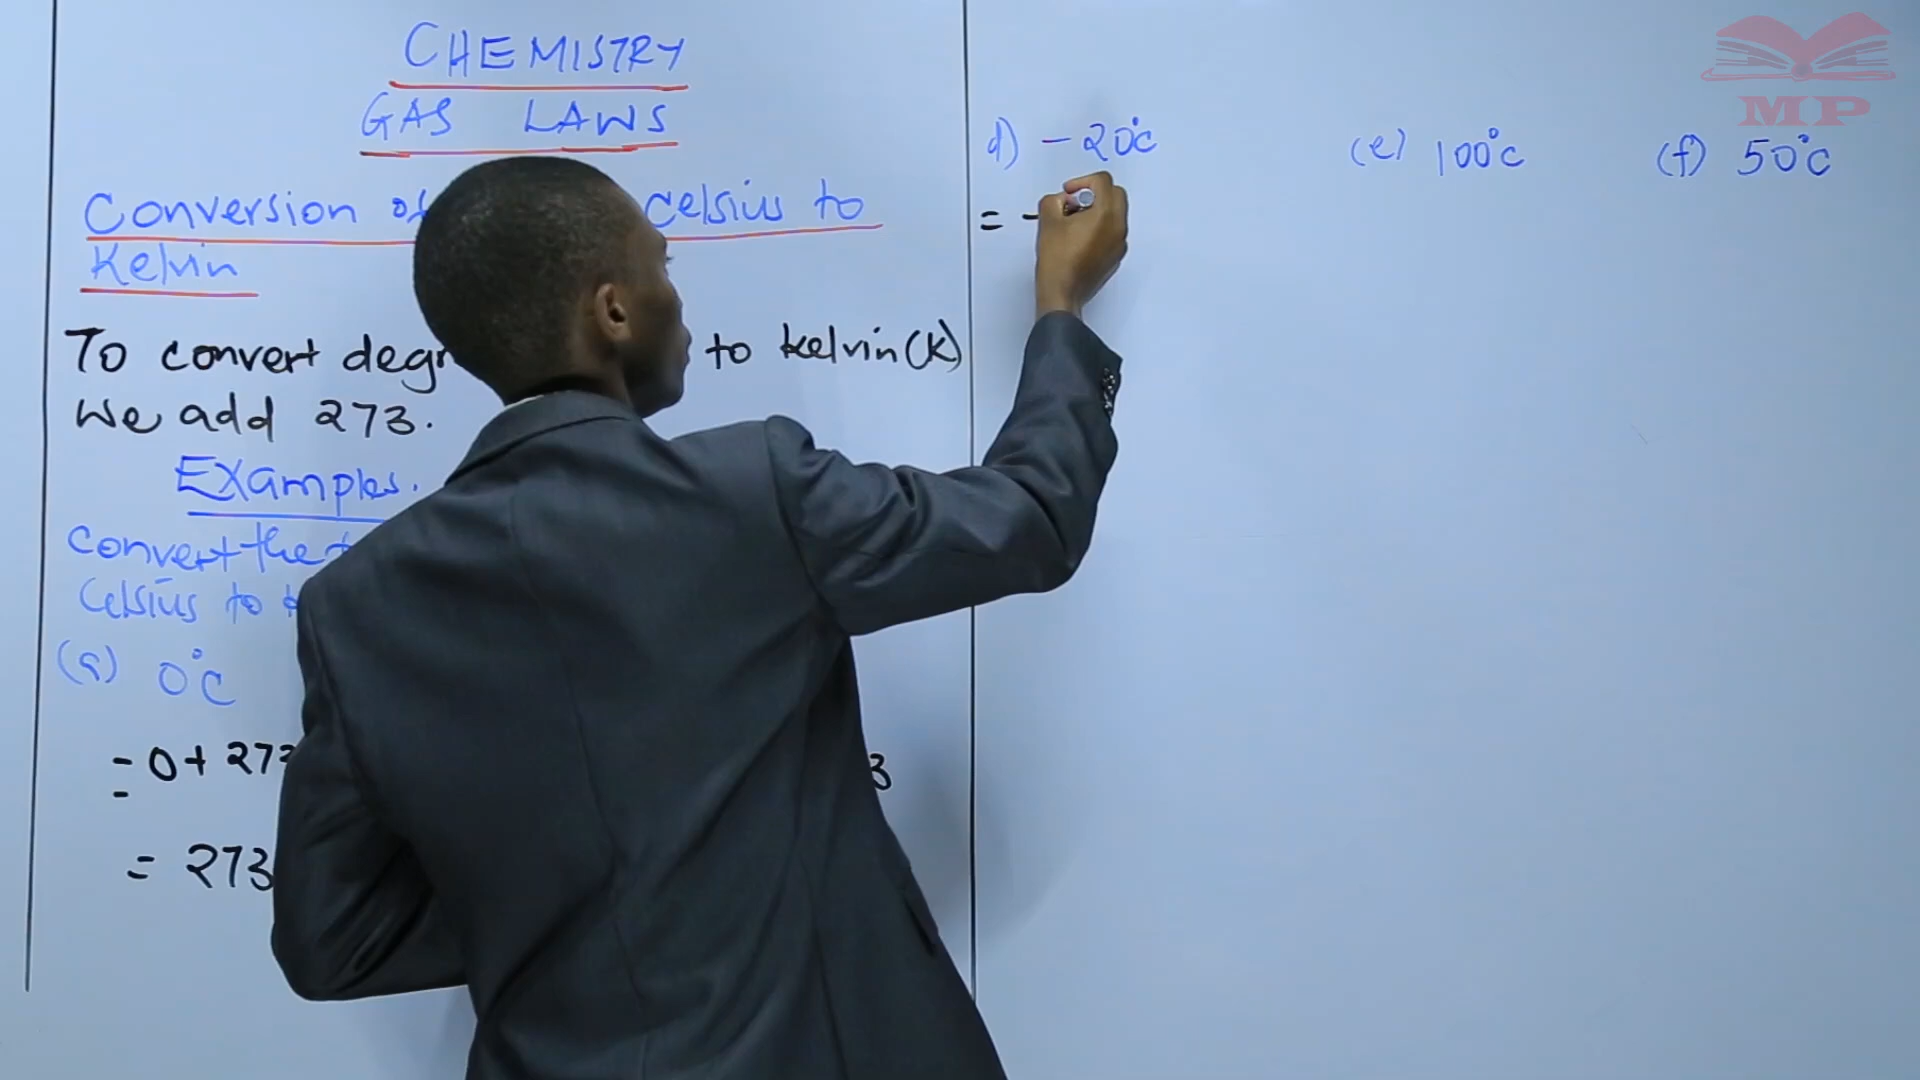 CHEMISTRY
GAS LAWS
Conversion of Celsius to
Kelvin
To convert to kelvin (K)
we add 273.
Examples.
Convert the
Celsius to
(a) 0°C
= 0 + 273
= 273
d) -20°C
= -
(e) 100°C
(f) 50°C
MP